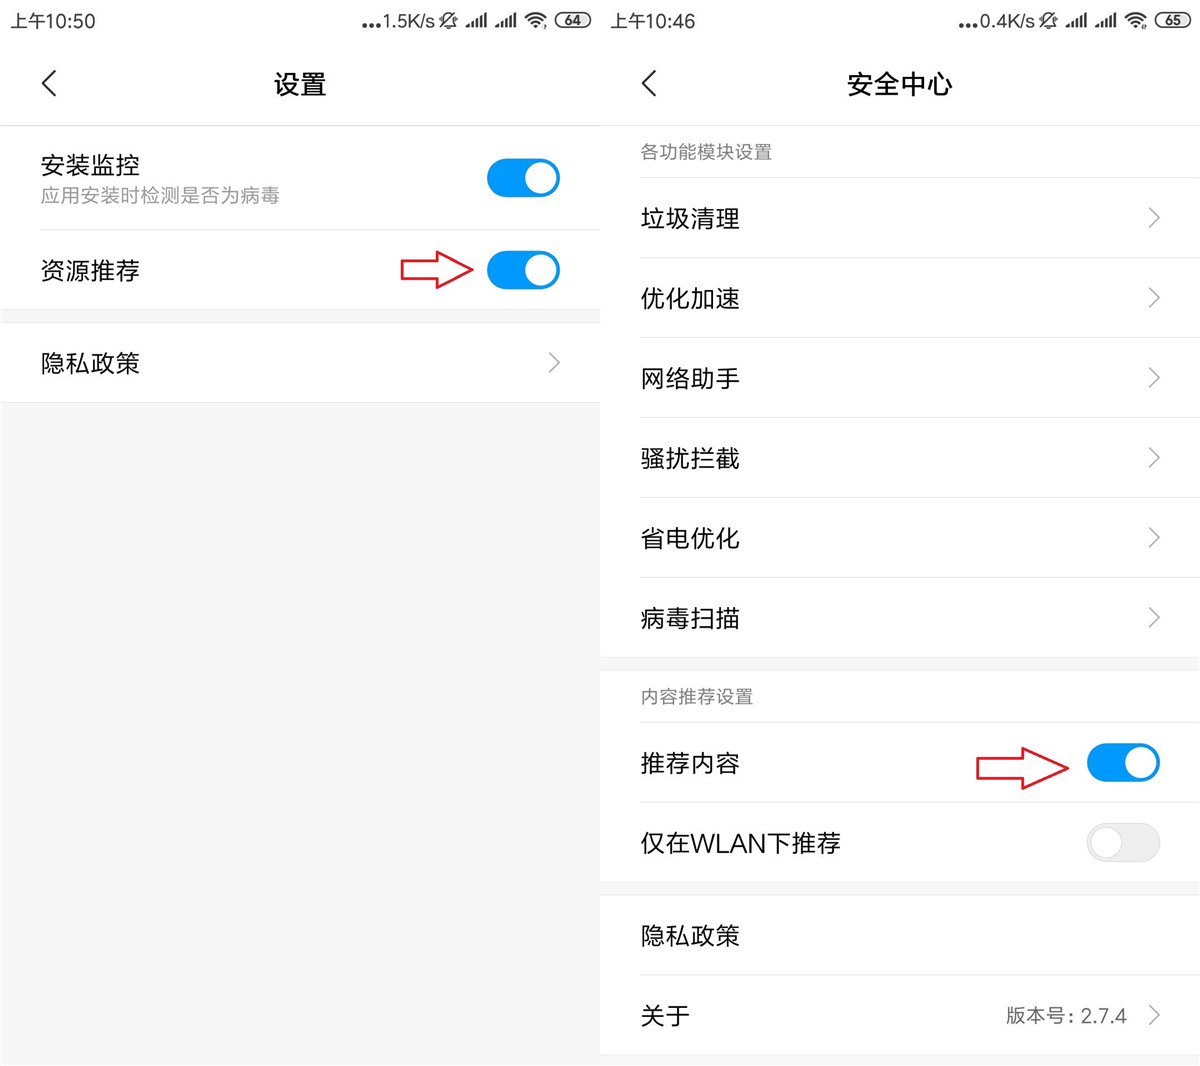 上午10:50
...1.5K/s
64
设置
安装监控
应用安装时检测是否为病毒
资源推荐
隐私政策
上午10:46
...0.4K/s
65
安全中心
各功能模块设置
垃圾清理
优化加速
网络助手
骚扰拦截
省电优化
病毒扫描
内容推荐设置
推荐内容
仅在WLAN下推荐
隐私政策
关于
版本号: 2.7.4